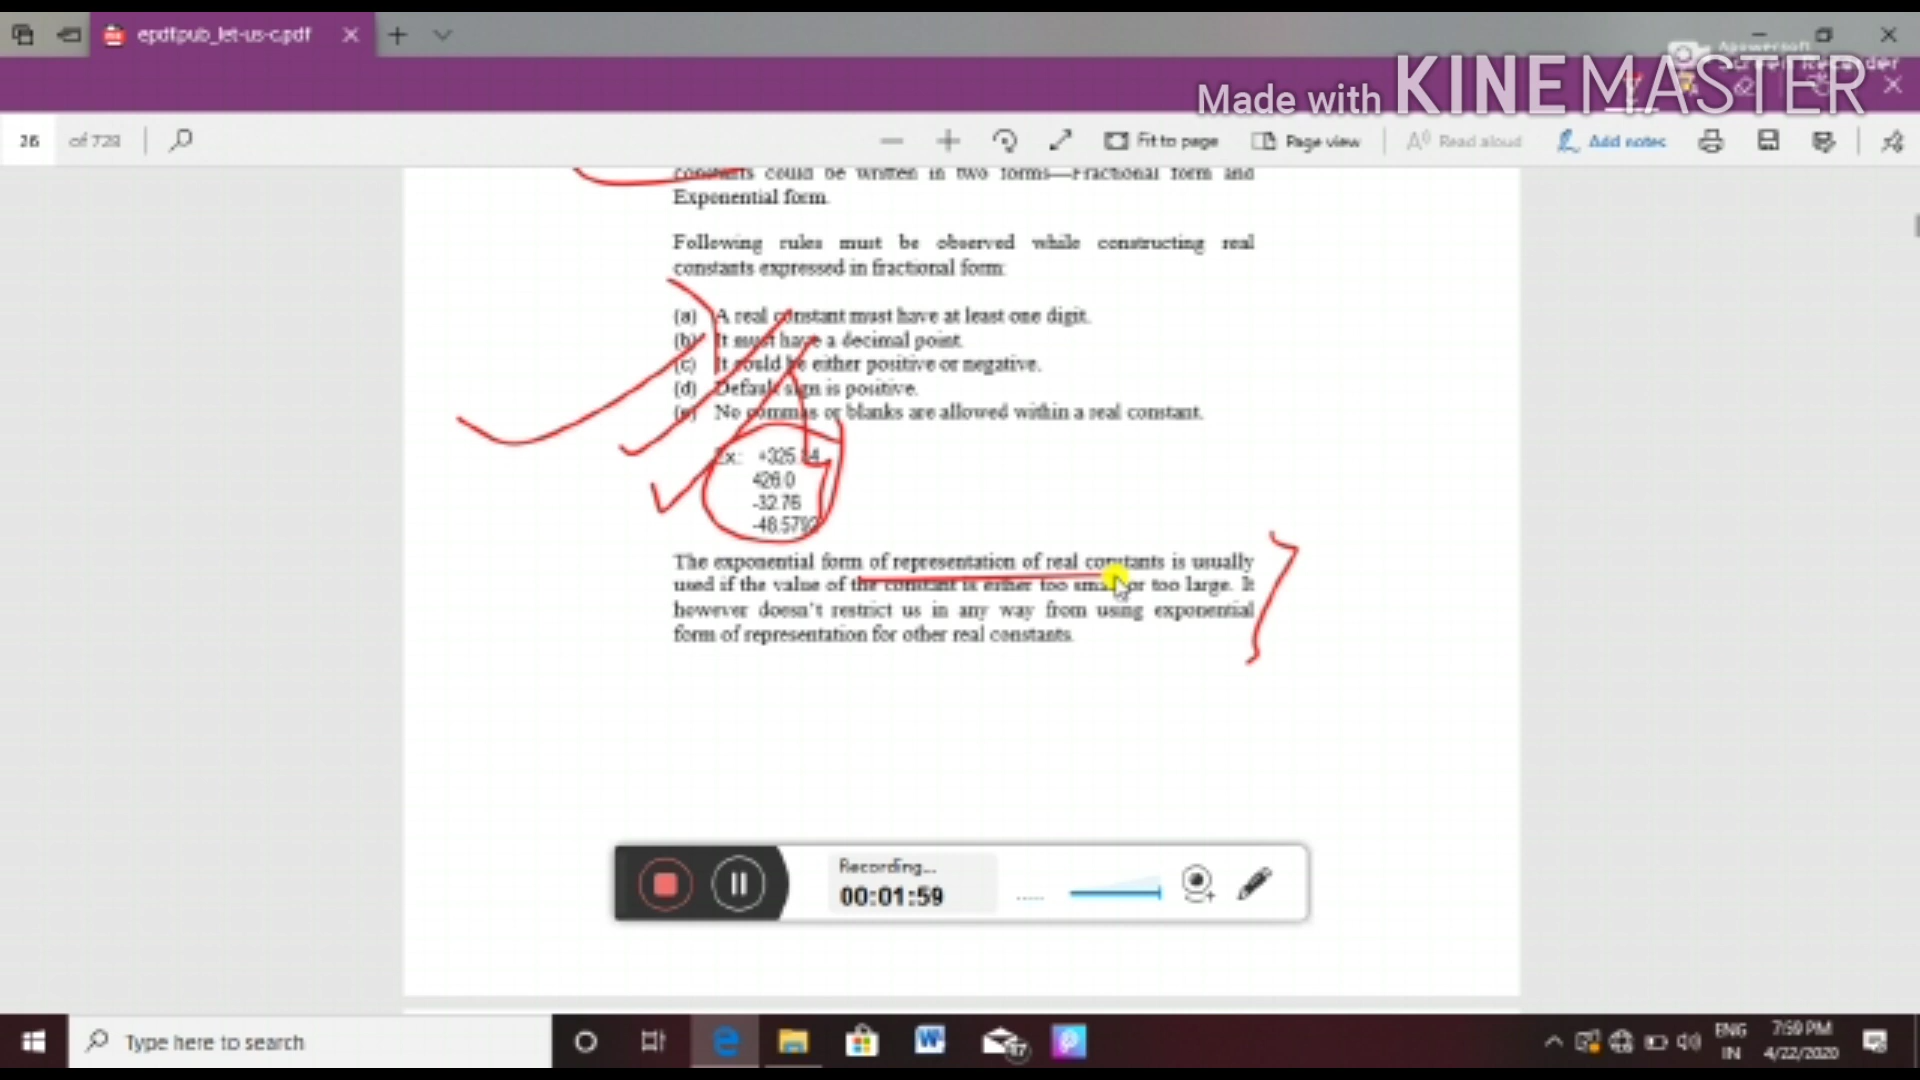 epdf.pub_let-us-c.pdf
Apowersoft
Screen Recorder
Made with KINEMASTER
26 of 728
Fit to page
Page view
Read aloud
Add notes
constants could be written in two forms—Fractional form and
Exponential form.
Following rules must be observed while constructing real
constants expressed in fractional form:
(a) A real constant must have at least one digit.
(b) It must have a decimal point.
(c) It could be either positive or negative.
(d) Default sign is positive.
(e) No commas or blanks are allowed within a real constant.
Ex.: +325.34
426.0
-32.76
-48.5792
The exponential form of representation of real constants is usually
used if the value of the constant is either too small or too large. It
however doesn't restrict us in any way from using exponential
form of representation for other real constants.
Recording...
00:01:59
Type here to search
ENG
IN
7:59 PM
4/22/2020